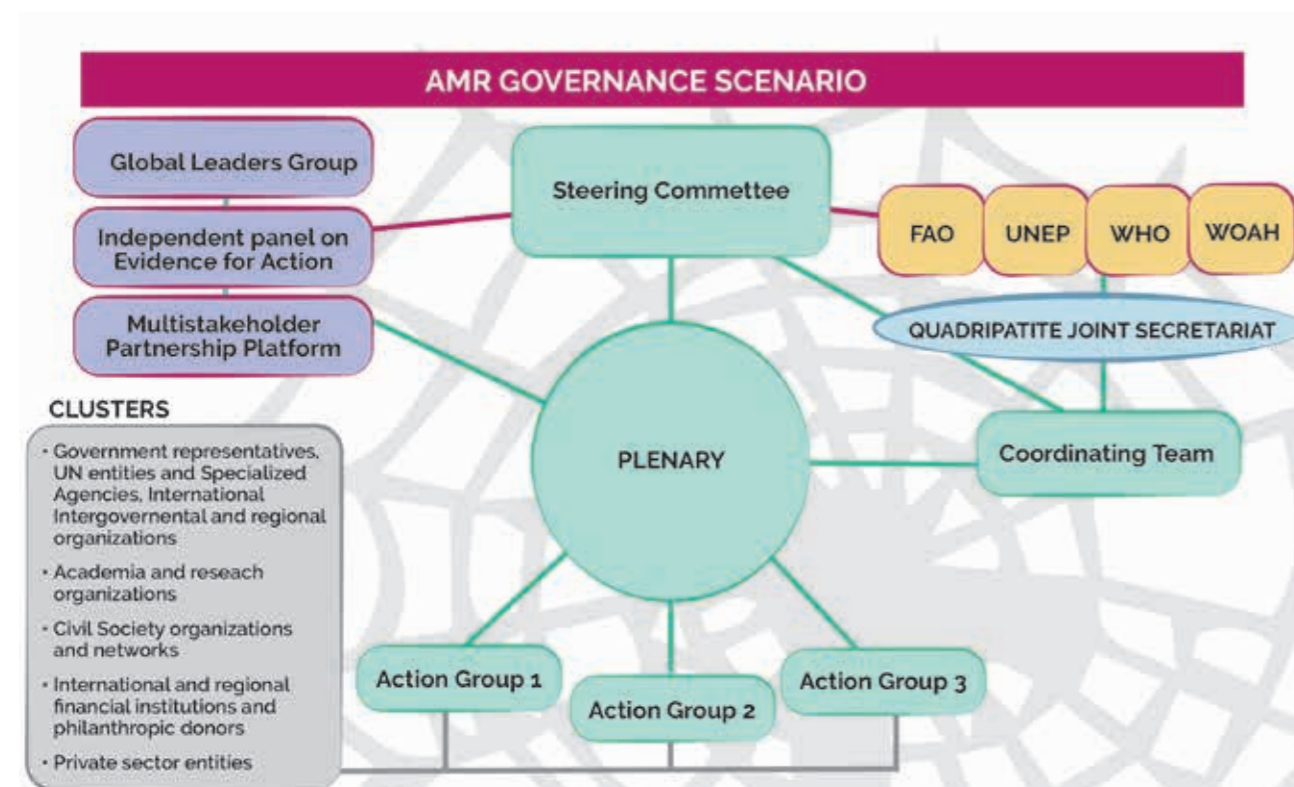 AMR GOVERNANCE SCENARIO
Global Leaders Group
Independent panel on
Evidence for Action
Multistakeholder
Partnership Platform
Steering Commettee
FAO
UNEP
WHO
WOAH
QUADRIPATITE JOINT SECRETARIAT
Coordinating Team
PLENARY
CLUSTERS
• Government representatives,
UN entities and Specialized
Agencies, International
Intergovernental and regional
organizations
• Academia and reseach
organizations
• Civil Society organizations
and networks
• International and regional
financial institutions and
philanthropic donors
• Private sector entities
Action Group 1
Action Group 2
Action Group 3